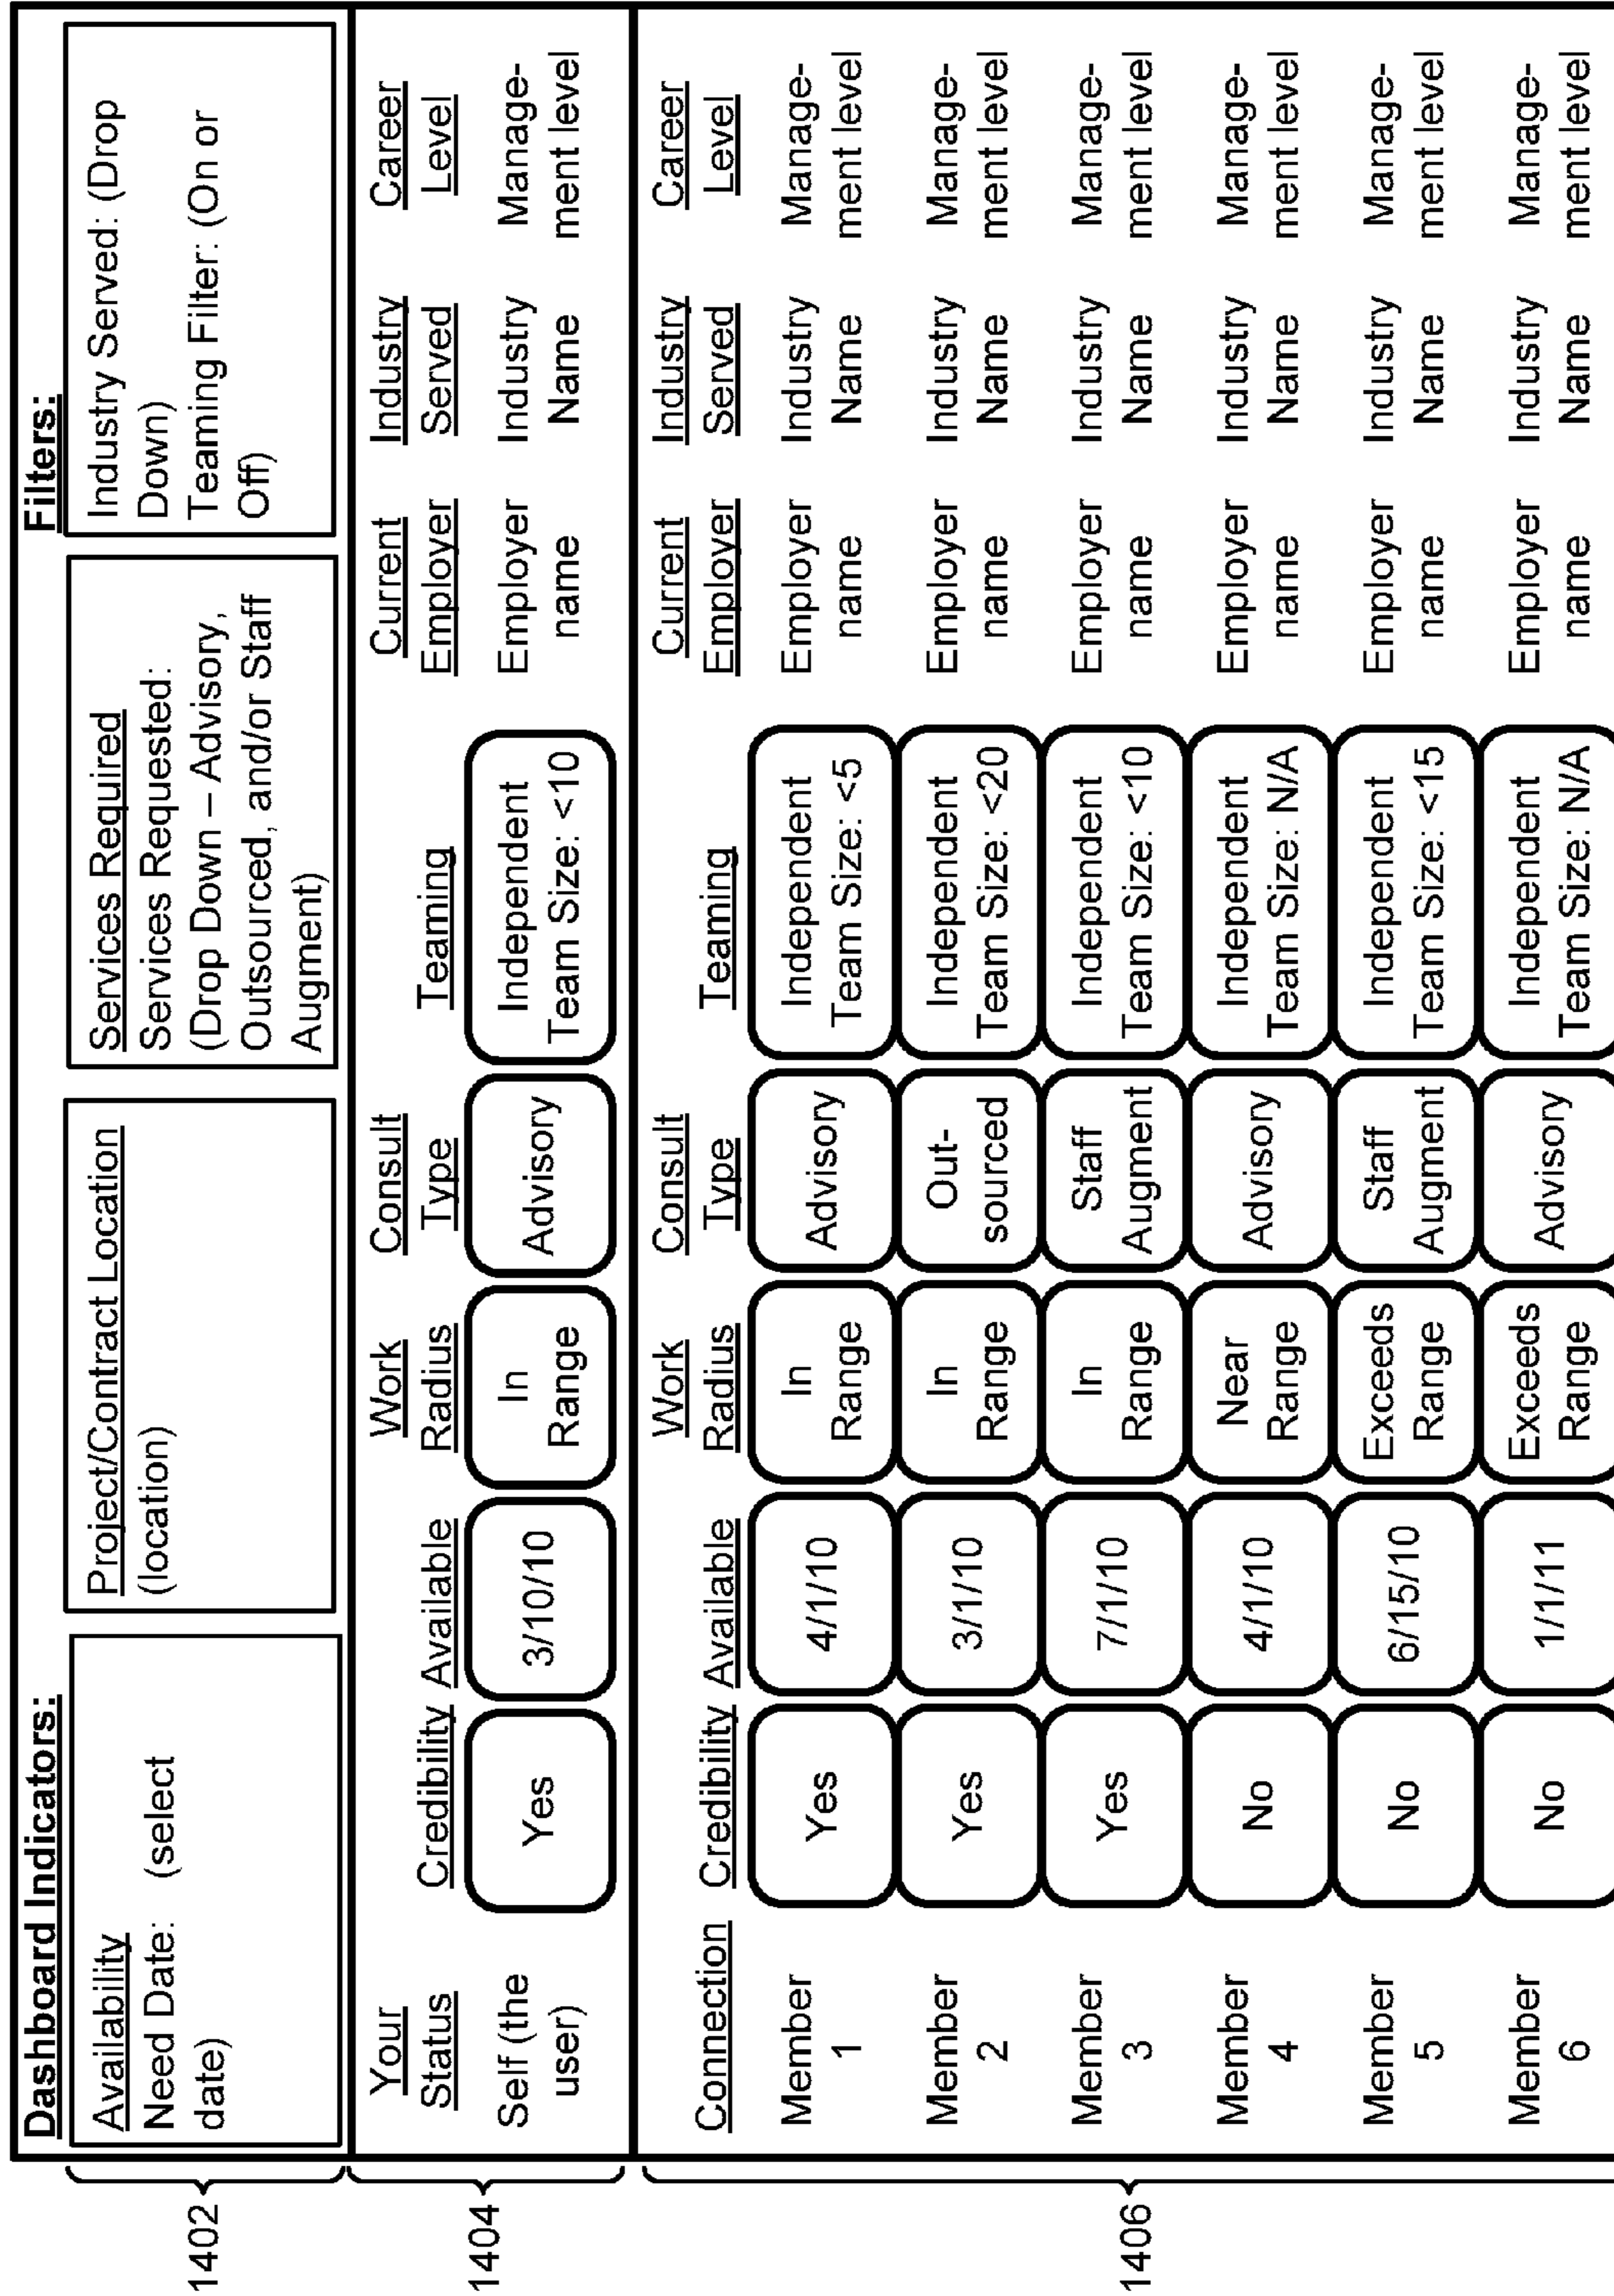 Dashboard Indicators:
Filters:
Availability
Need Date: (select
date)
Project/Contract Location
(location)
Services Required
Services Requested:
(Drop Down – Advisory,
Outsourced, and/or Staff
Augment)
Industry Served: (Drop
Down)
Teaming Filter: (On or
Off)
1402
Your Consult Work Current Industry Career
Status Credibility Available Radius Type Teaming Employer Served Level
Self (the Yes 3/10/10 In Advisory Independent Employer Industry Manage-
user) Range Team Size: <10 name Name ment level
1404
Work Consult Current Industry Career
Connection Credibility Available Radius Type Teaming Employer Served Level
Member Yes 4/1/10 In Advisory Independent Employer Industry Manage-
1 Range Team Size: <5 name Name ment level
Member Yes 3/1/10 In Out- Independent Employer Industry Manage-
2 Range sourced Team Size: <20 name Name ment level
Member Yes 7/1/10 In Staff Independent Employer Industry Manage-
3 Range Augment Team Size: <10 name Name ment level
Member No 4/1/10 Near Advisory Independent Employer Industry Manage-
4 Range Team Size: N/A name Name ment level
Member No 6/15/10 Exceeds Staff Independent Employer Industry Manage-
5 Range Augment Team Size: <15 name Name ment level
Member No 1/1/11 Exceeds Advisory Independent Employer Industry Manage-
6 Range Team Size: N/A name Name ment level
1406